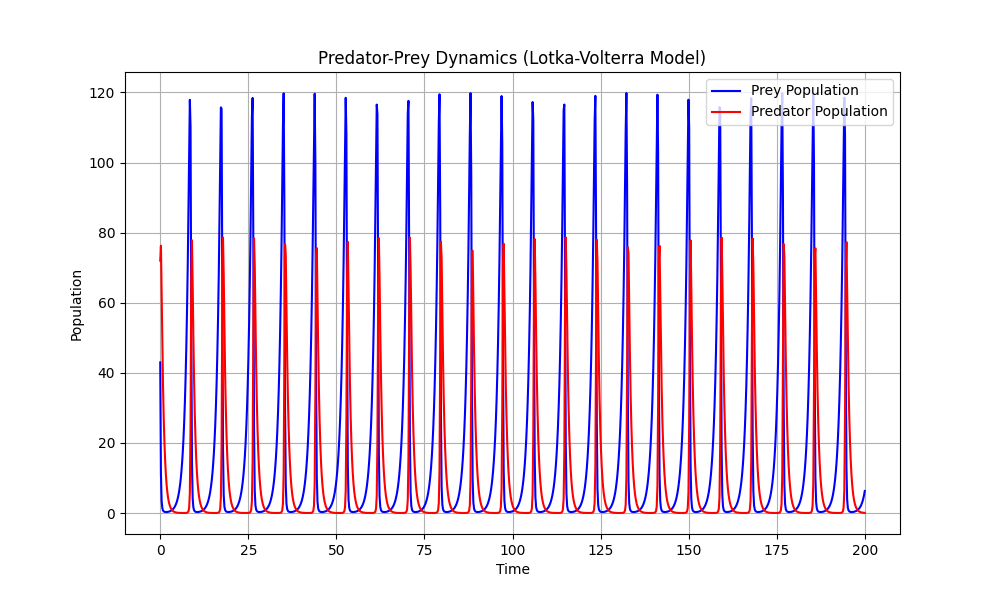 Predator-Prey Dynamics (Lotka-Volterra Model)
Prey Population
Predator Population
Population
120
100
80
60
40
20
0
0 25 50 75 100 125 150 175 200
Time